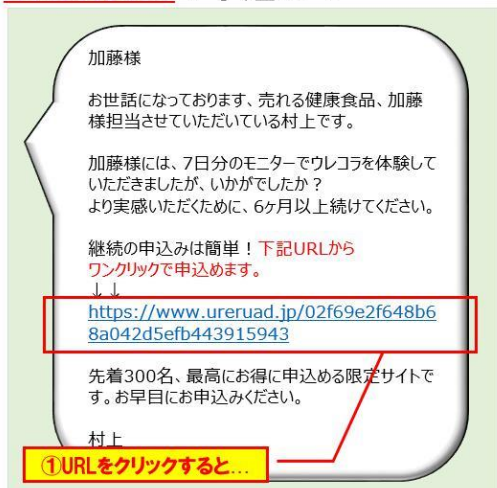 加藤様
お世話になっております、売れる健康食品、加藤
様担当させていただいている村上です。
加藤様には、7日分のモニターでウレコラを体験して
いただきましたが、いかがでしたか？
より実感いただくために、6ヶ月以上続けてください。
継続の申込みは簡単！下記URLから
ワンクリックで申込めます。
↓↓
https://www.ureruad.jp/02f69e2f648b6
8a042d5efb443915943
先着300名、最高にお得に申込める限定サイトで
す。お早目にお申込みください。
村上
①URLをクリックすると…